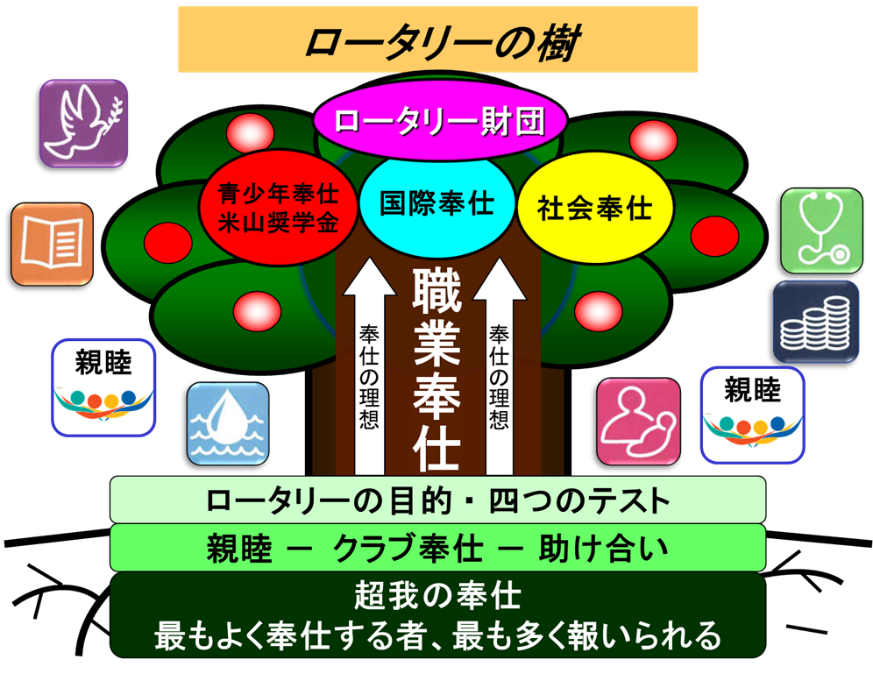 ロータリーの樹
ロータリー財団
青少年奉仕
米山奨学金
国際奉仕
社会奉仕
職業奉仕
奉仕の理想
奉仕の理想
親睦
親睦
ロータリーの目的・四つのテスト
親睦 － クラブ奉仕 － 助け合い
超我の奉仕
最もよく奉仕する者、最も多く報いられる